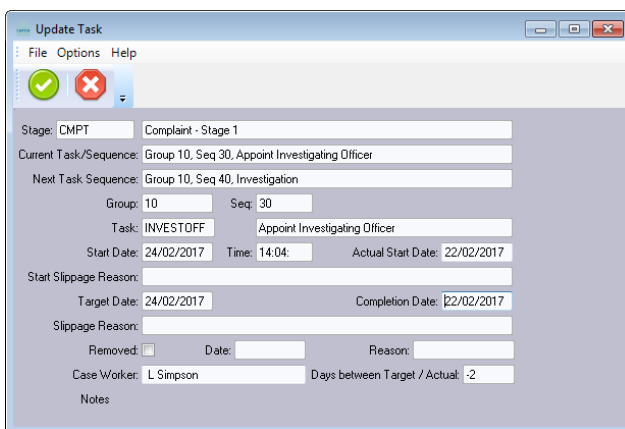 Update Task
File Options Help
Stage: CMPT Complaint - Stage 1
Current Task/Sequence: Group 10, Seq 30, Appoint Investigating Officer
Next Task Sequence: Group 10, Seq 40, Investigation
Group: 10 Seq: 30
Task: INVESTOFF Appoint Investigating Officer
Start Date: 24/02/2017 Time: 14:04: Actual Start Date: 22/02/2017
Start Slippage Reason:
Target Date: 24/02/2017 Completion Date: 22/02/2017
Slippage Reason:
Removed: Date: Reason:
Case Worker: L Simpson Days between Target / Actual: -2
Notes